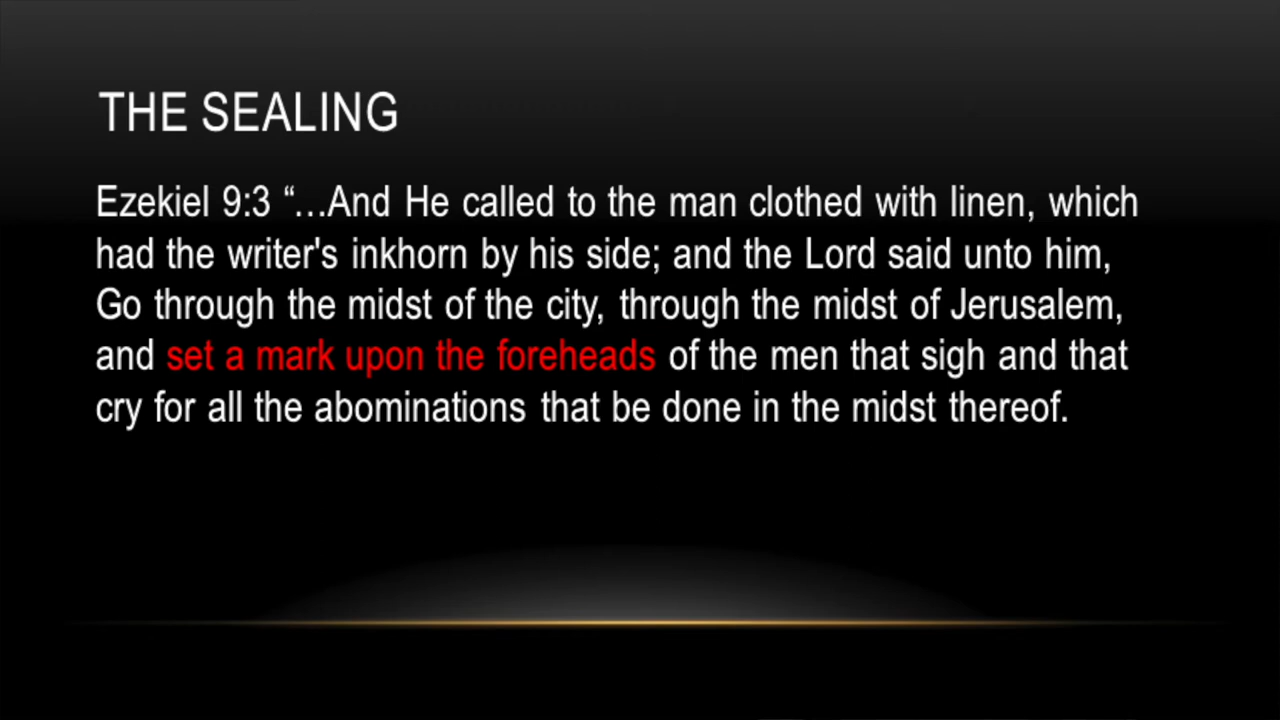 THE SEALING
Ezekiel 9:3 “…And He called to the man clothed with linen, which
had the writer's inkhorn by his side; and the Lord said unto him,
Go through the midst of the city, through the midst of Jerusalem,
and set a mark upon the foreheads of the men that sigh and that
cry for all the abominations that be done in the midst thereof.